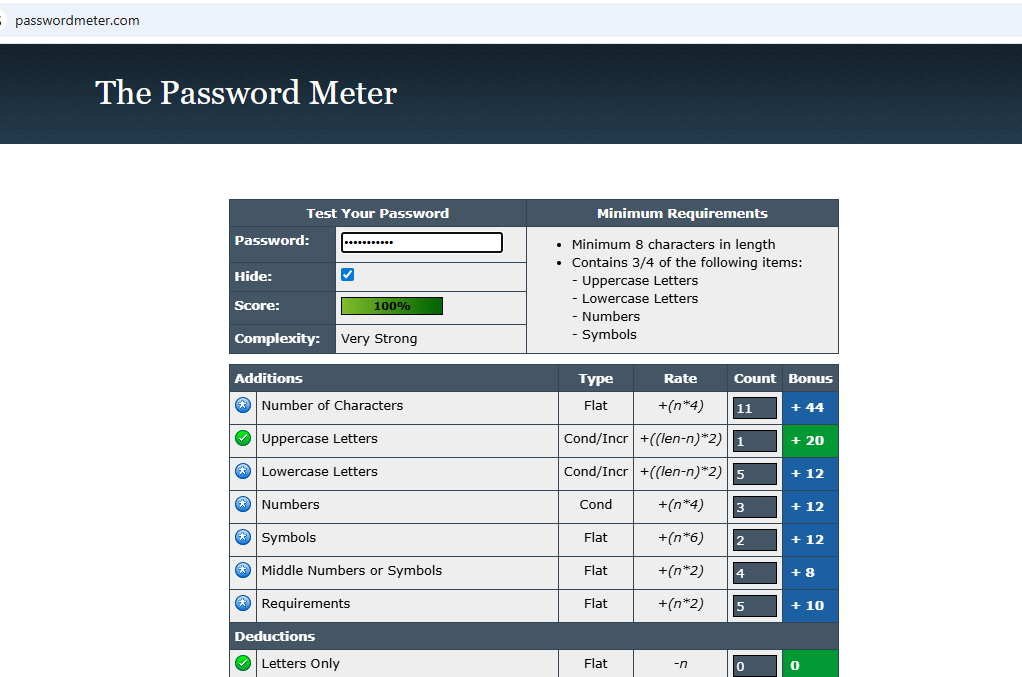 passwordmeter.com
The Password Meter
Test Your Password Minimum Requirements
Password: •••••••••••
Hide:
Score: 100%
Complexity: Very Strong
• Minimum 8 characters in length
• Contains 3/4 of the following items:
- Uppercase Letters
- Lowercase Letters
- Numbers
- Symbols
Additions Type Rate Count Bonus
Number of Characters Flat +(n*4) 11 + 44
Uppercase Letters Cond/Incr +((len-n)*2) 1 + 20
Lowercase Letters Cond/Incr +((len-n)*2) 5 + 12
Numbers Cond +(n*4) 3 + 12
Symbols Flat +(n*6) 2 + 12
Middle Numbers or Symbols Flat +(n*2) 4 + 8
Requirements Flat +(n*2) 5 + 10
Deductions
Letters Only Flat -n 0 0